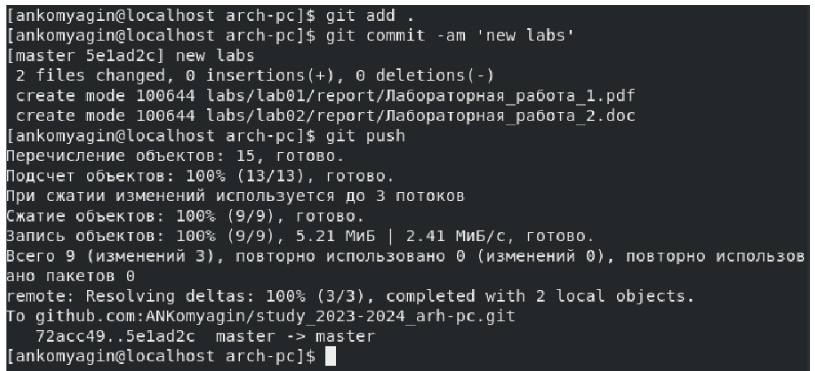 [ankomyagin@localhost arch-pc]$ git add .
[ankomyagin@localhost arch-pc]$ git commit -am 'new labs'
[master 5e1ad2c] new labs
 2 files changed, 0 insertions(+), 0 deletions(-)
 create mode 100644 labs/lab01/report/Лабораторная_работа_1.pdf
 create mode 100644 labs/lab02/report/Лабораторная_работа_2.doc
[ankomyagin@localhost arch-pc]$ git push
Перечисление объектов: 15, готово.
Подсчет объектов: 100% (13/13), готово.
При сжатии изменений используется до 3 потоков
Сжатие объектов: 100% (9/9), готово.
Запись объектов: 100% (9/9), 5.21 МиБ | 2.41 МиБ/с, готово.
Всего 9 (изменений 3), повторно использовано 0 (изменений 0), повторно использов
ано пакетов 0
remote: Resolving deltas: 100% (3/3), completed with 2 local objects.
To github.com:ANKomyagin/study_2023-2024_arh-pc.git
   72acc49..5e1ad2c  master -> master
[ankomyagin@localhost arch-pc]$